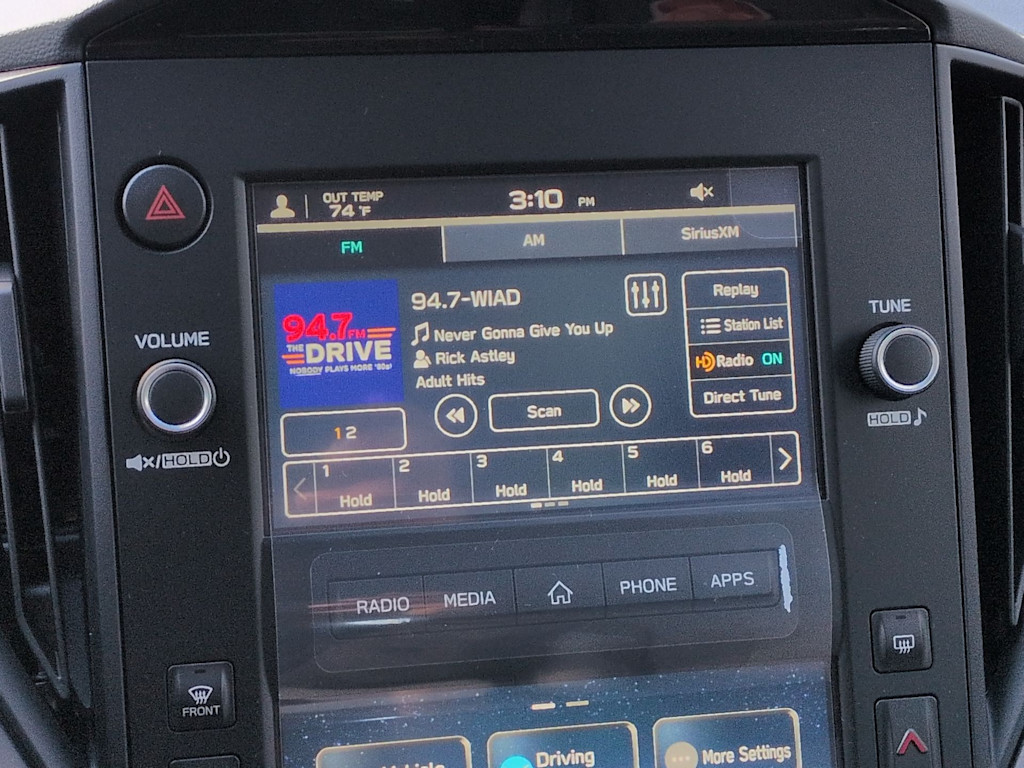 OUT TEMP
74 °F
3:10 PM
FM
AM
SiriusXM
94.7 FM
THE DRIVE
NOBODY PLAYS MORE '80s!
94.7-WIAD
Never Gonna Give You Up
Rick Astley
Adult Hits
Replay
Station List
HD Radio ON
Direct Tune
1 2
Scan
1 Hold
2 Hold
3 Hold
4 Hold
5 Hold
6 Hold
VOLUME
/HOLD
TUNE
HOLD
RADIO
MEDIA
PHONE
APPS
FRONT
Vehicle
Driving
More Settings